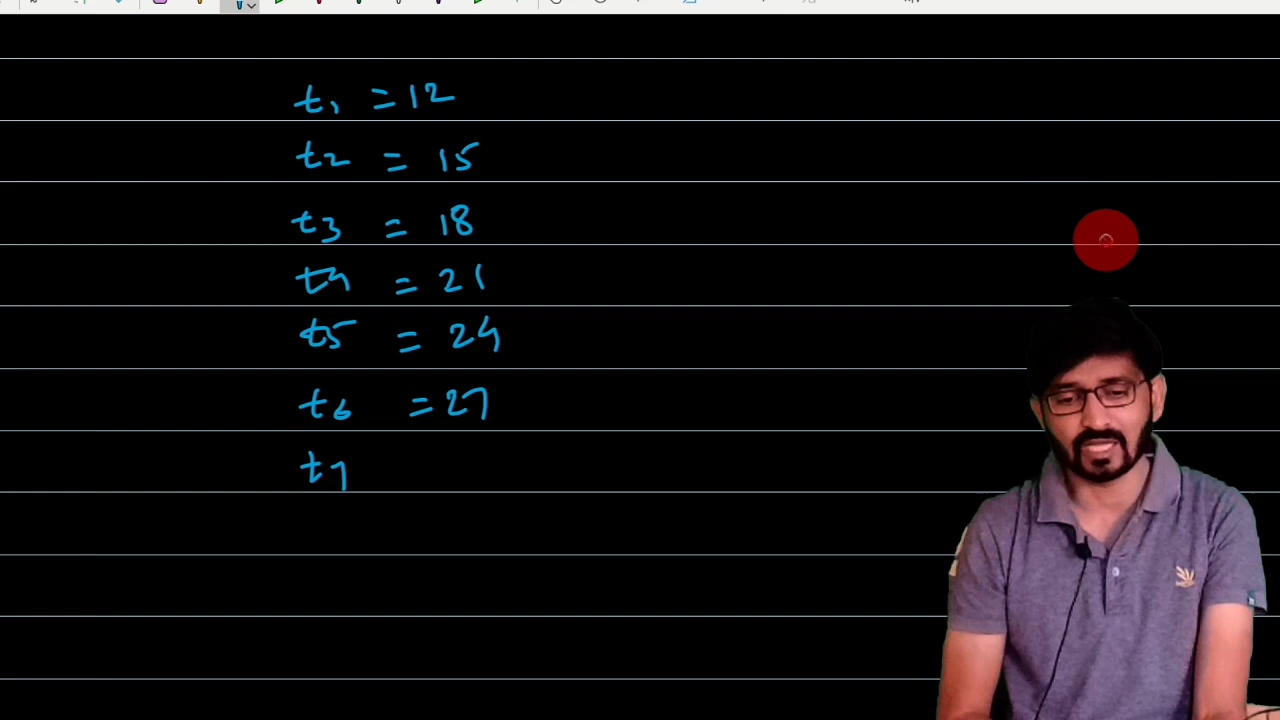 t1 = 12
t2 = 15
t3 = 18
t4 = 21
t5 = 24
t6 = 27
t7